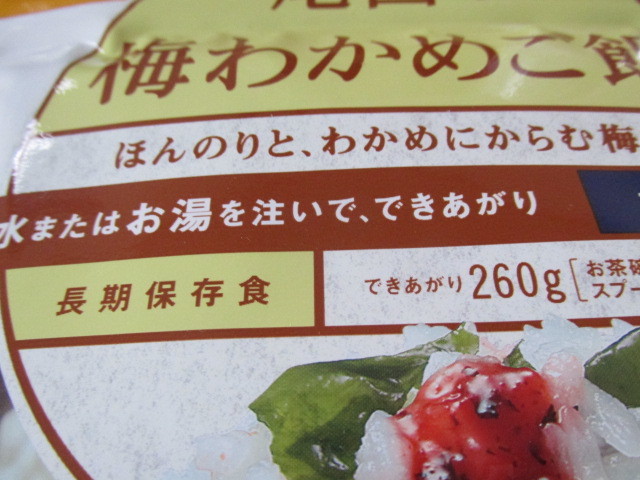 梅わかめご飯
ほんのりと、わかめにからむ梅
水またはお湯を注いで、できあがり
長期保存食
できあがり260g
お茶碗
スプー